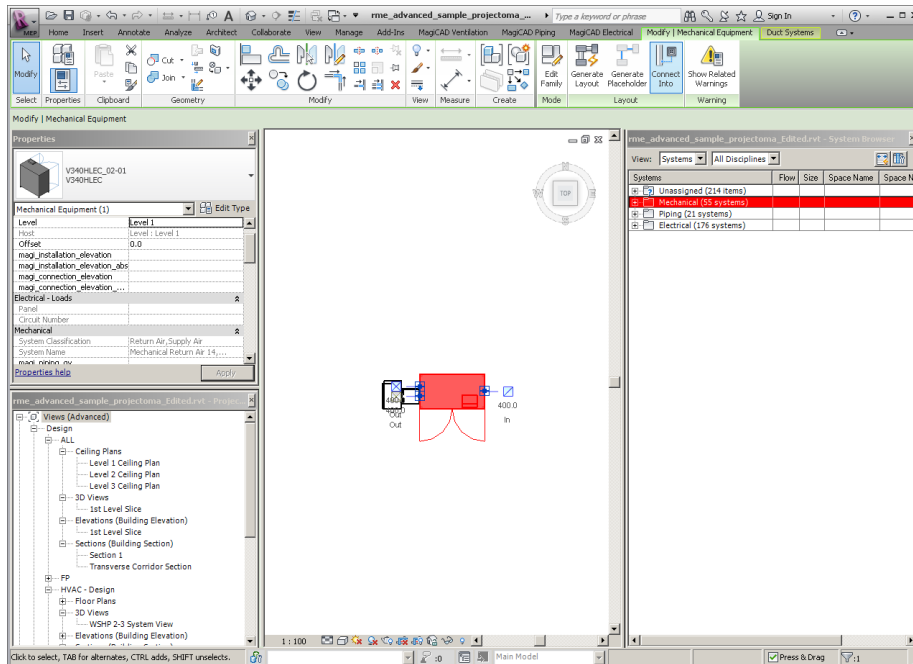 rme_advanced_sample_projectoma_...
Type a keyword or phrase
Sign In
MEP
Home Insert Annotate Analyze Architect Collaborate View Manage Add-Ins MagiCAD Ventilation MagiCAD Piping MagiCAD Electrical Modify | Mechanical Equipment Duct Systems
Modify
Paste
Cut
Join
Edit Family
Generate Layout
Generate Placeholder
Connect Into
Show Related Warnings
Select Properties Clipboard Geometry Modify View Measure Create Mode Layout Warning
Modify | Mechanical Equipment
Properties
V340HLEC_02-01
V340HLEC
Mechanical Equipment (1)
Edit Type
Level Level 1
Host Level : Level 1
Offset 0.0
magi_installation_elevation
magi_installation_elevation_abs
magi_connection_elevation
magi_connection_elevation_...
Electrical - Loads
Panel
Circuit Number
Mechanical
System Classification Return Air,Supply Air
System Name Mechanical Return Air 14,...
magi_piping_qv
Properties help
Apply
rme_advanced_sample_projectoma_Edited.rvt - Projec...
Views (Advanced)
Design
ALL
Ceiling Plans
Level 1 Ceiling Plan
Level 2 Ceiling Plan
Level 3 Ceiling Plan
3D Views
1st Level Slice
Elevations (Building Elevation)
1st Level Slice
Sections (Building Section)
Section 1
Transverse Corridor Section
FP
HVAC - Design
Floor Plans
3D Views
WSHP 2-3 System View
Elevations (Building Elevation)
TOP
400.0
Out
Out
400.0
In
1 : 100
rme_advanced_sample_projectoma_Edited.rvt - System Browser
View: Systems All Disciplines
Systems Flow Size Space Name Space N
Unassigned (214 items)
Mechanical (55 systems)
Piping (21 systems)
Electrical (176 systems)
Click to select, TAB for alternates, CTRL adds, SHIFT unselects.
:0
Main Model
Press & Drag
:1